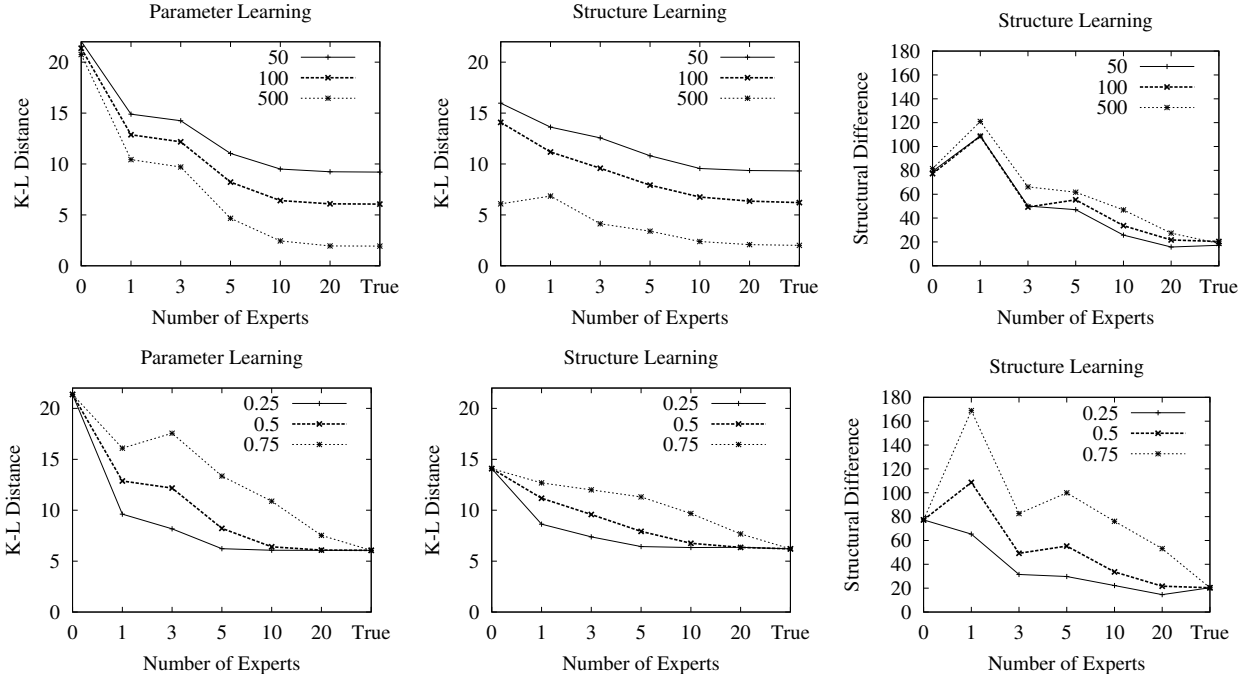 Parameter Learning
20
15
10
5
0
K-L Distance
50
100
500
0 1 3 5 10 20 True
Number of Experts
Structure Learning
20
15
10
5
0
K-L Distance
50
100
500
0 1 3 5 10 20 True
Number of Experts
Structure Learning
180
160
140
120
100
80
60
40
20
0
Structural Difference
50
100
500
0 1 3 5 10 20 True
Number of Experts
Parameter Learning
20
15
10
5
0
K-L Distance
0.25
0.5
0.75
0 1 3 5 10 20 True
Number of Experts
Structure Learning
20
15
10
5
0
K-L Distance
0.25
0.5
0.75
0 1 3 5 10 20 True
Number of Experts
Structure Learning
180
160
140
120
100
80
60
40
20
0
Structural Difference
0.25
0.5
0.75
0 1 3 5 10 20 True
Number of Experts